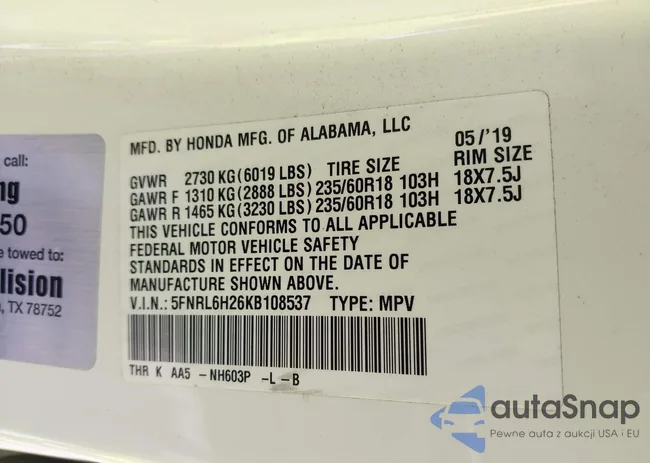 call:
50
towed to:
, TX 78752
MFD. BY HONDA MFG. OF ALABAMA, LLC 05/'19
GVWR 2730 KG(6019 LBS) TIRE SIZE RIM SIZE
GAWR F 1310 KG(2888 LBS) 235/60R18 103H 18X7.5J
GAWR R 1465 KG(3230 LBS) 235/60R18 103H 18X7.5J
THIS VEHICLE CONFORMS TO ALL APPLICABLE
FEDERAL MOTOR VEHICLE SAFETY
STANDARDS IN EFFECT ON THE DATE OF
MANUFACTURE SHOWN ABOVE.
V.I.N.: 5FNRL6H26KB108537 TYPE: MPV
THR K AA5 -NH603P -L -B
autaSnap
Pewne auta z aukcji USA i EU